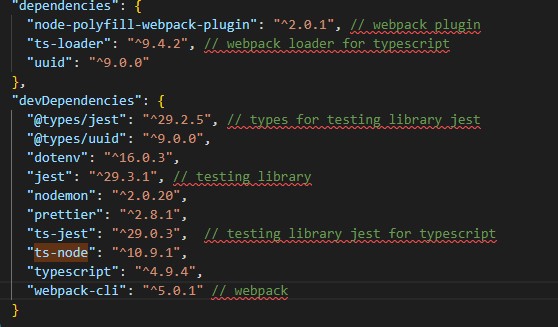 "dependencies": {
"node-polyfill-webpack-plugin": "^2.0.1", // webpack plugin
"ts-loader": "^9.4.2", // webpack loader for typescript
"uuid": "^9.0.0"
},
"devDependencies": {
"@types/jest": "^29.2.5", // types for testing library jest
"@types/uuid": "^9.0.0",
"dotenv": "^16.0.3",
"jest": "^29.3.1", // testing library
"nodemon": "^2.0.20",
"prettier": "^2.8.1",
"ts-jest": "^29.0.3",  // testing library jest for typescript
"ts-node": "^10.9.1",
"typescript": "^4.9.4",
"webpack-cli": "^5.0.1" // webpack
}